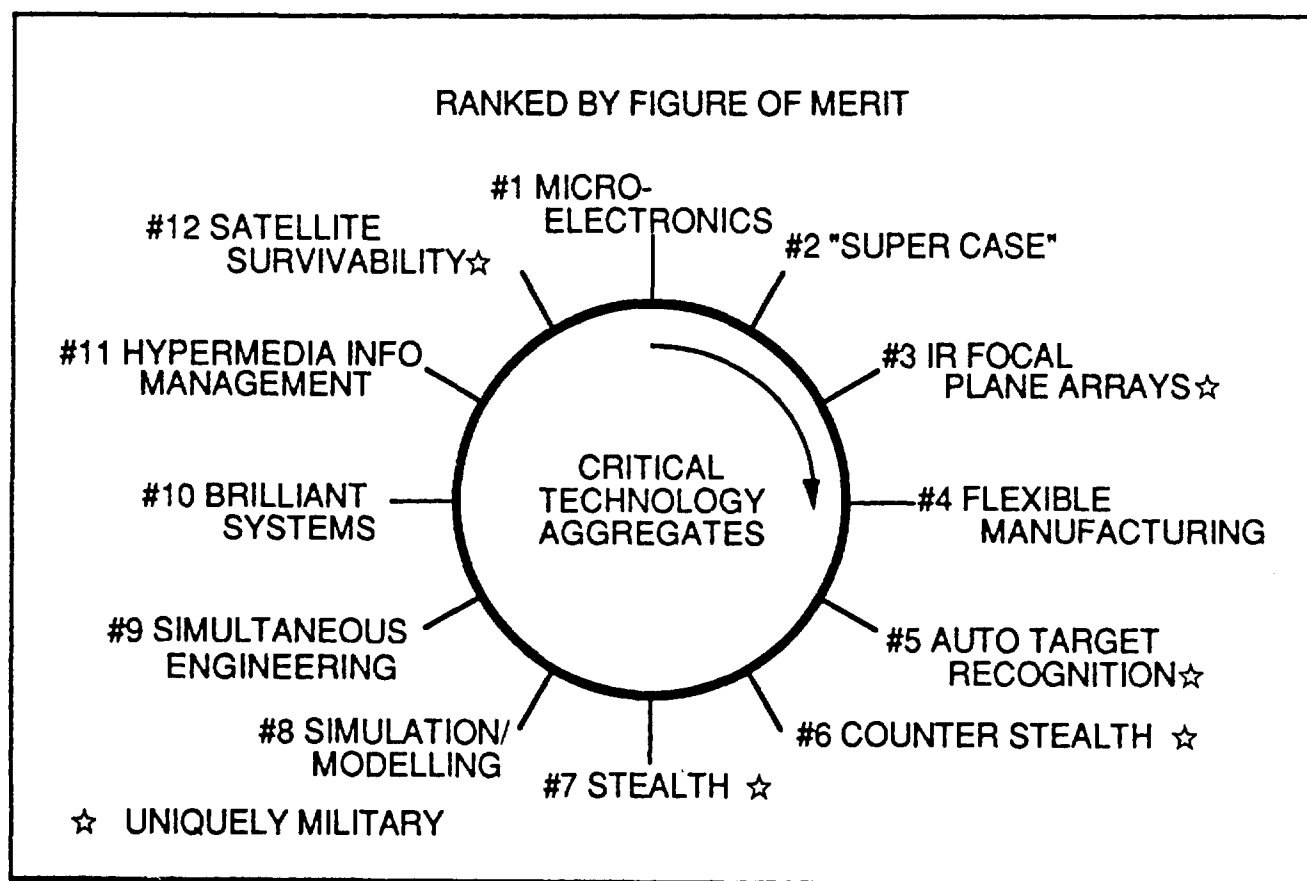 RANKED BY FIGURE OF MERIT
#1 MICRO-
ELECTRONICS
#2 "SUPER CASE"
#3 IR FOCAL
PLANE ARRAYS☆
#4 FLEXIBLE
MANUFACTURING
#5 AUTO TARGET
RECOGNITION☆
#6 COUNTER STEALTH ☆
#7 STEALTH ☆
#8 SIMULATION/
MODELLING
#9 SIMULTANEOUS
ENGINEERING
#10 BRILLIANT
SYSTEMS
#11 HYPERMEDIA INFO
MANAGEMENT
#12 SATELLITE
SURVIVABILITY☆
CRITICAL
TECHNOLOGY
AGGREGATES
☆ UNIQUELY MILITARY